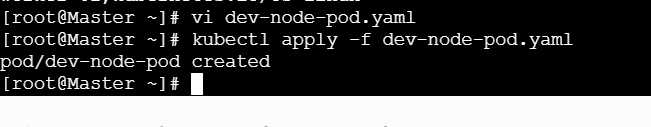 [root@Master ~]# vi dev-node-pod.yaml
[root@Master ~]# kubectl apply -f dev-node-pod.yaml
pod/dev-node-pod created
[root@Master ~]#